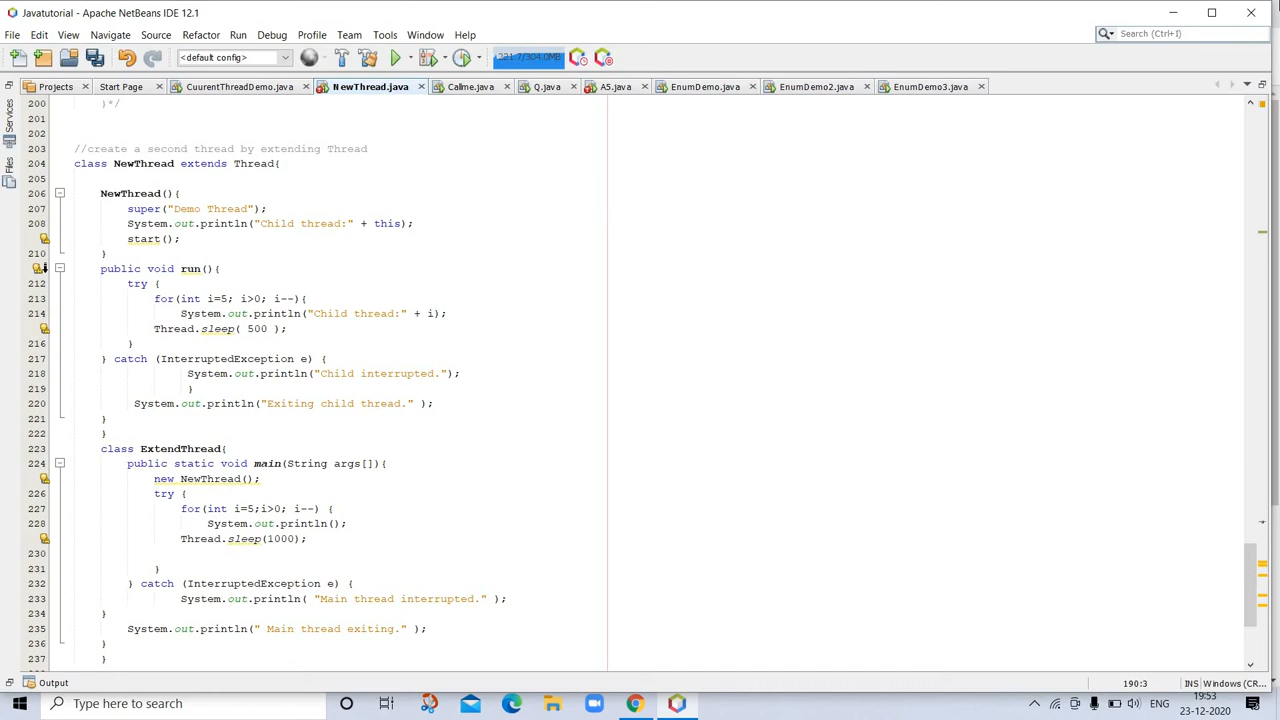 Javatutorial - Apache NetBeans IDE 12.1
File Edit View Navigate Source Refactor Run Debug Profile Team Tools Window Help
Search (Ctrl+I)
<default config>
221.7/304.0MB
Projects Start Page CuurentThreadDemo.java NewThread.java Callme.java Q.java A5.java EnumDemo.java EnumDemo2.java EnumDemo3.java
Services
Files
200 }*/
201
202
203 //create a second thread by extending Thread
204 class NewThread extends Thread{
205
206 NewThread(){
207 super("Demo Thread");
208 System.out.println("Child thread:" + this);
start();
210 }
public void run(){
212 try {
213 for(int i=5; i>0; i--){
214 System.out.println("Child thread:" + i);
Thread.sleep( 500 );
216 }
217 } catch (InterruptedException e) {
218 System.out.println("Child interrupted.");
219 }
220 System.out.println("Exiting child thread." );
221 }
222 }
223 class ExtendThread{
224 public static void main(String args[]){
new NewThread();
226 try {
227 for(int i=5;i>0; i--) {
228 System.out.println();
Thread.sleep(1000);
230
231 }
232 } catch (InterruptedException e) {
233 System.out.println( "Main thread interrupted." );
234 }
235 System.out.println(" Main thread exiting." );
236 }
237 }
Output
190:3 INS Windows (CR...
Type here to search
ENG
19:53
23-12-2020